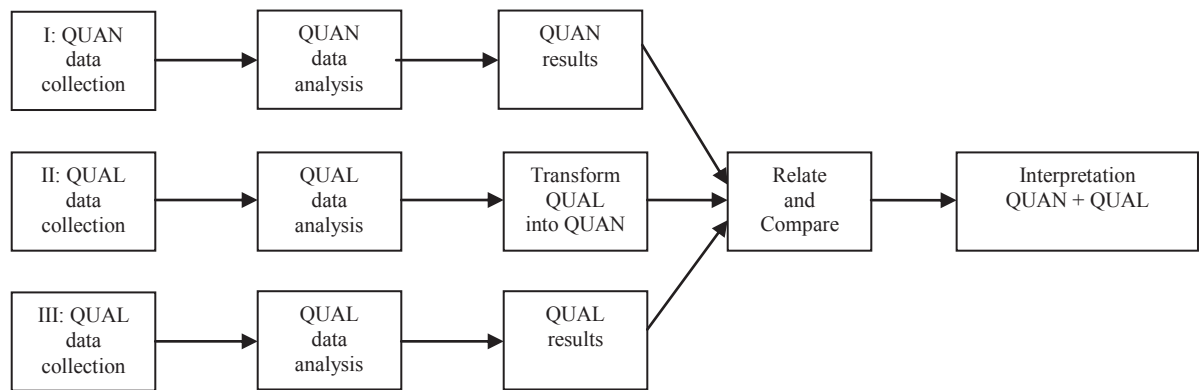 I: QUAN
data
collection
QUAN
data
analysis
QUAN
results
II: QUAL
data
collection
QUAL
data
analysis
Transform
QUAL
into QUAN
Relate
and
Compare
Interpretation
QUAN + QUAL
III: QUAL
data
collection
QUAL
data
analysis
QUAL
results